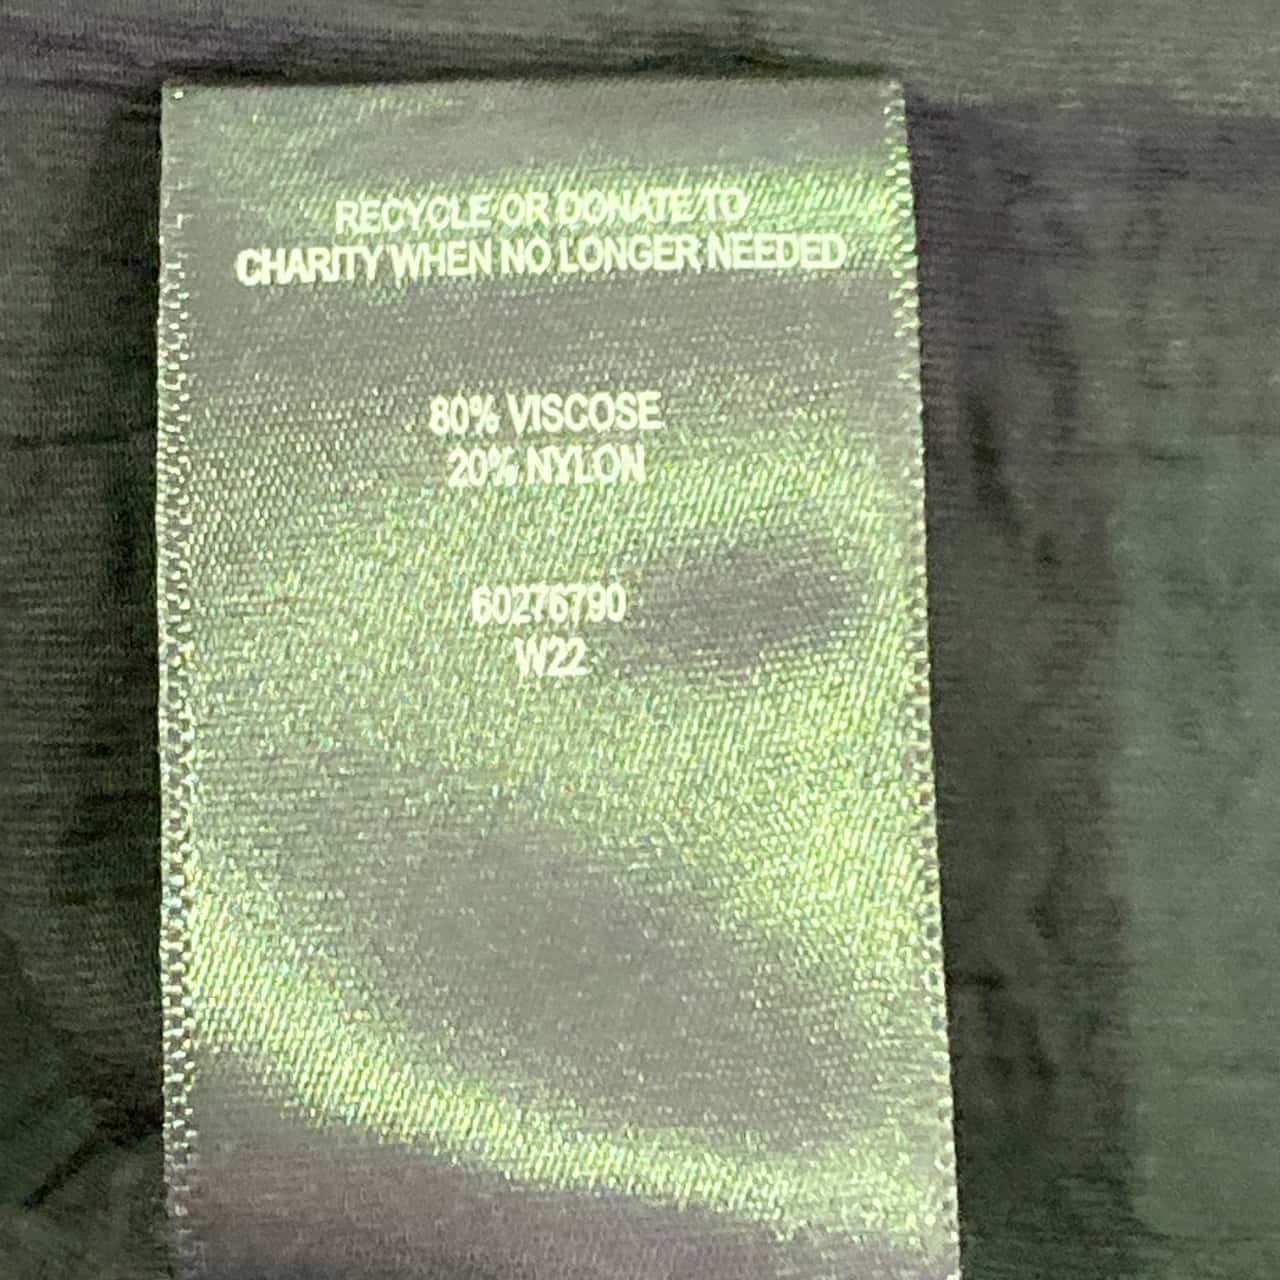 RECYCLE OR DONATE TO
CHARITY WHEN NO LONGER NEEDED
80% VISCOSE
20% NYLON
60276790
W22